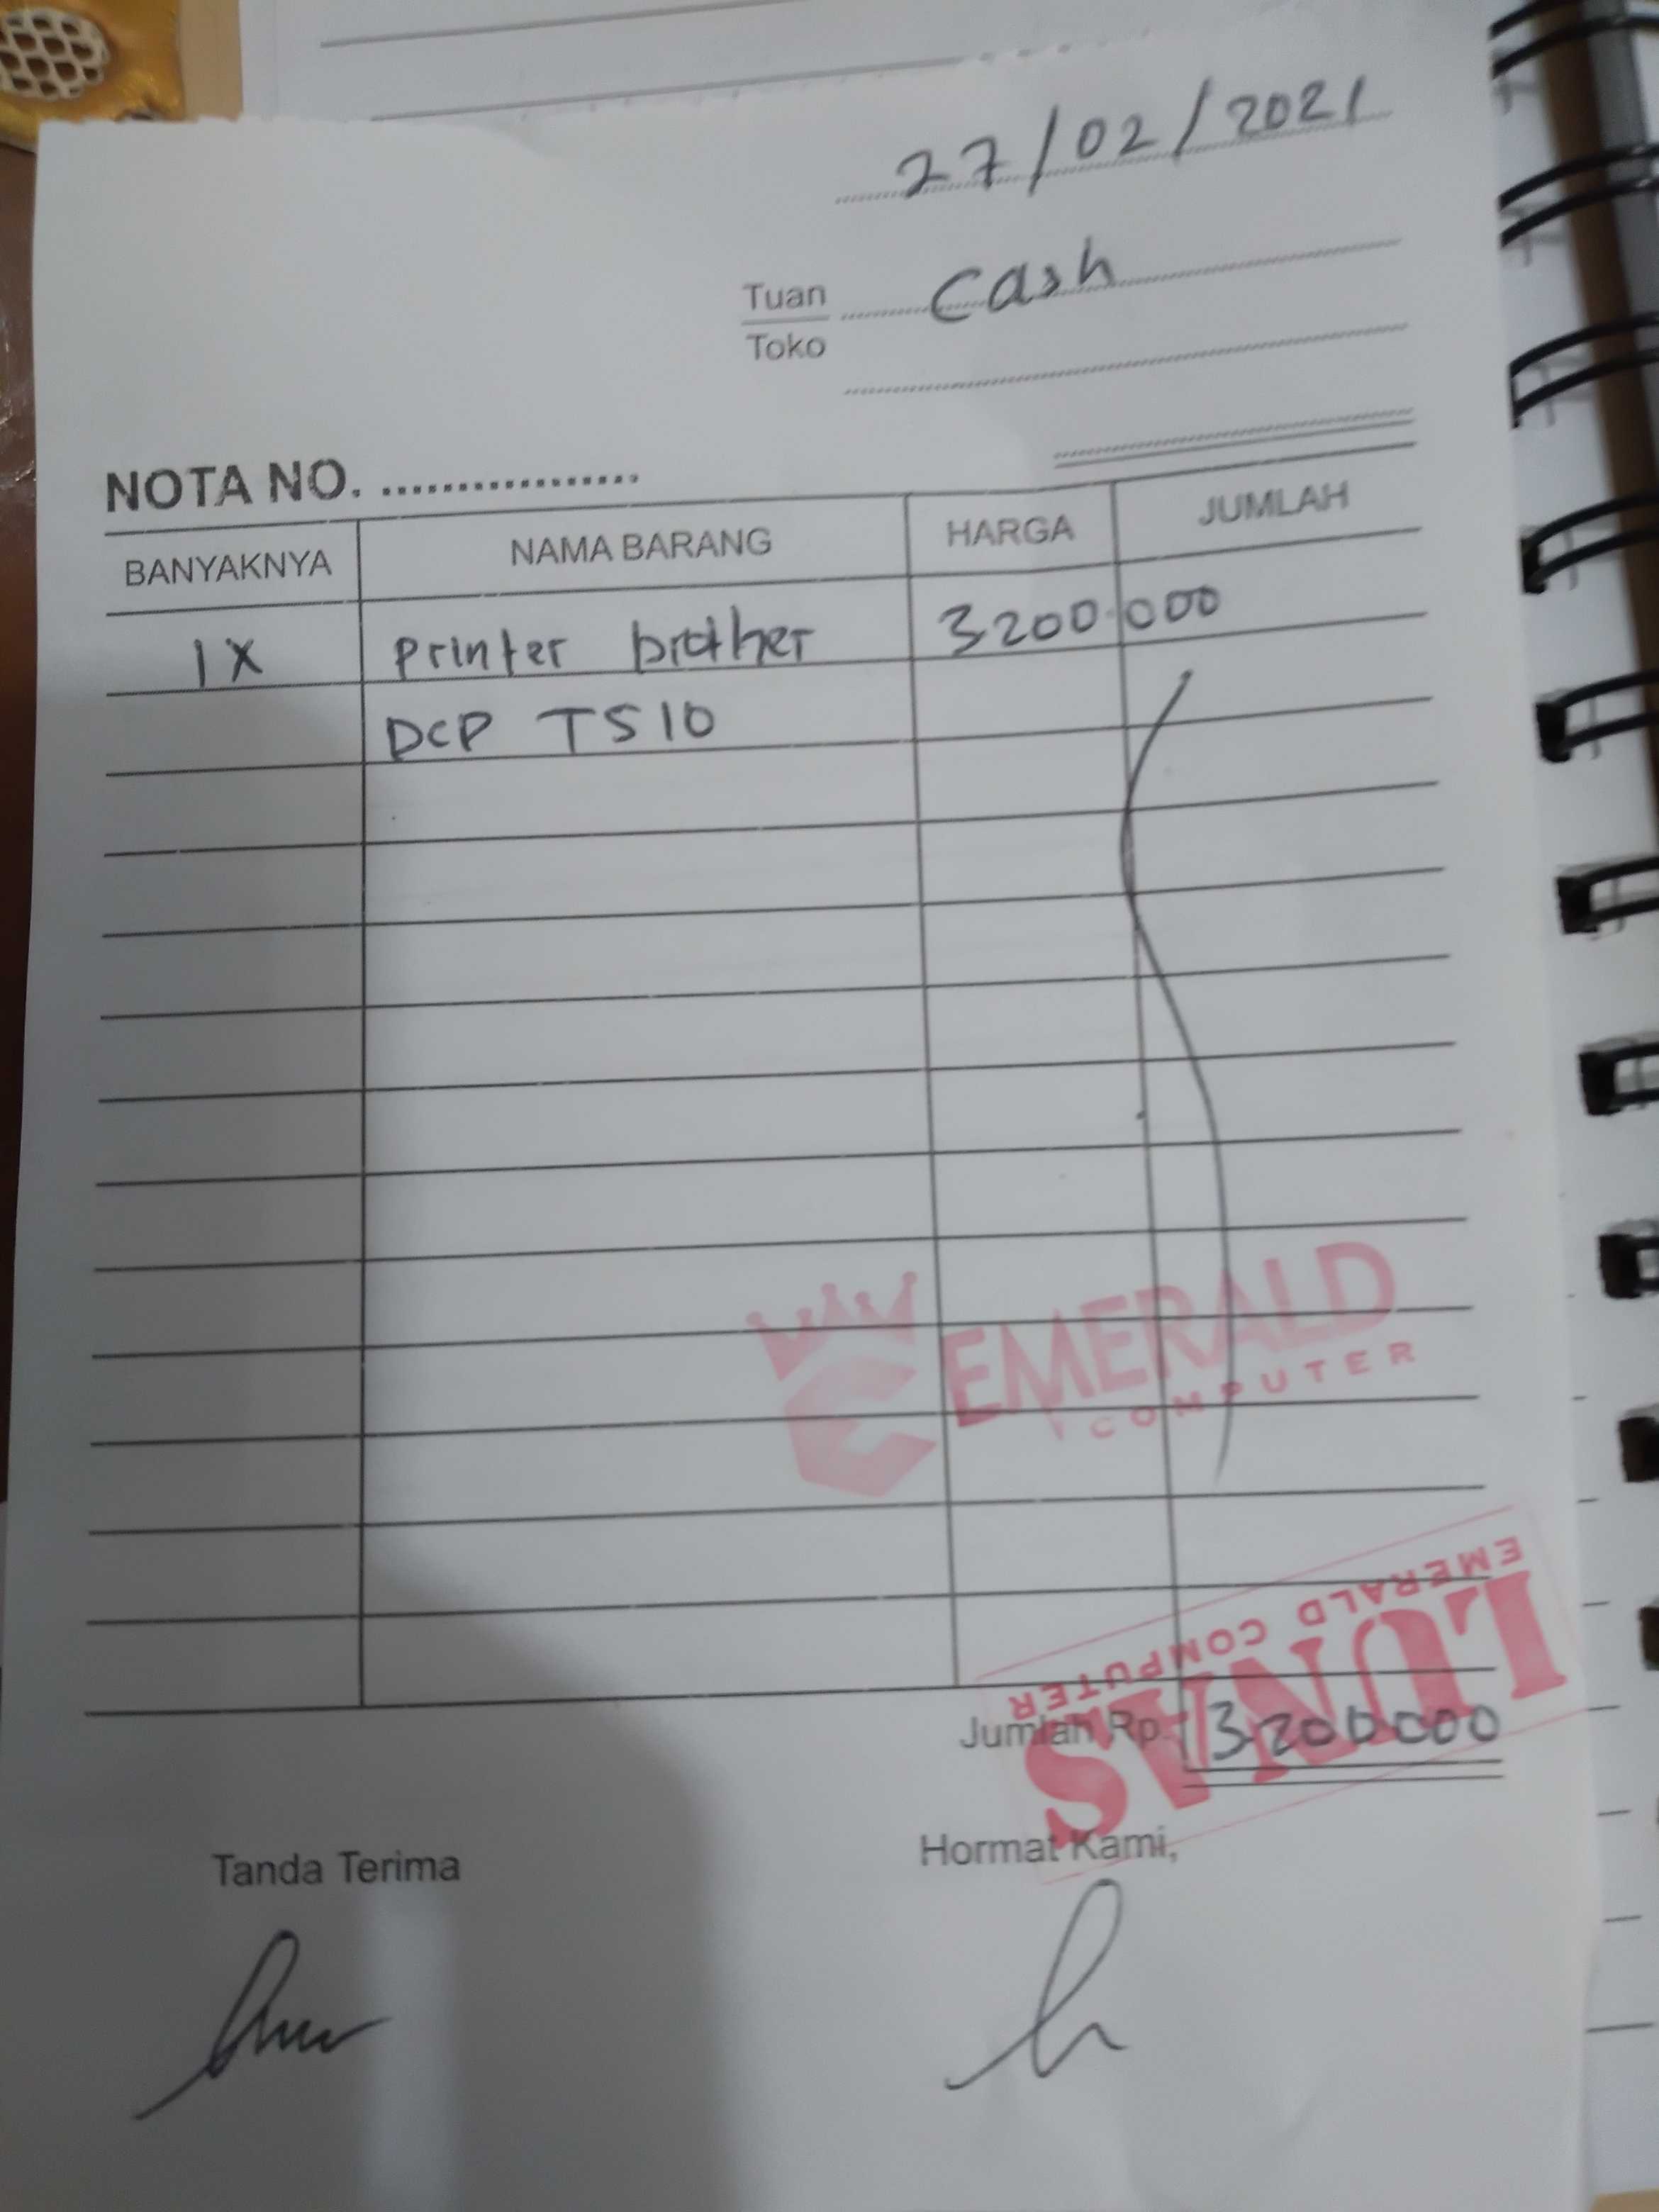 27/02/2021
Tuan cash
Toko
NOTA NO. .................
BANYAKNYA NAMA BARANG HARGA JUMLAH
1X Printer brother 3200.000
DCP T510
EMERALD
COMPUTER
EMERALD COMPUTER
LUNAS
Jumlah Rp. 3200000
Tanda Terima Hormat Kami,